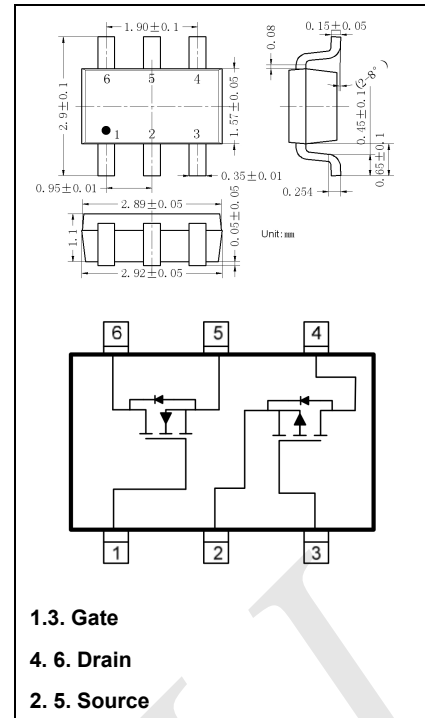 1.90±0.1
0.15±0.05
0.08
6 5 4
(2-8°)
2.9±0.1
1.57±0.05
0.45±0.1
1 2 3
0.65±0.1
0.95±0.01
0.35±0.01
0.254
2.89±0.05
0.05±0.05
1.1
Unit:mm
2.92±0.05
6 5 4
1 2 3
1.3. Gate
4. 6. Drain
2. 5. Source